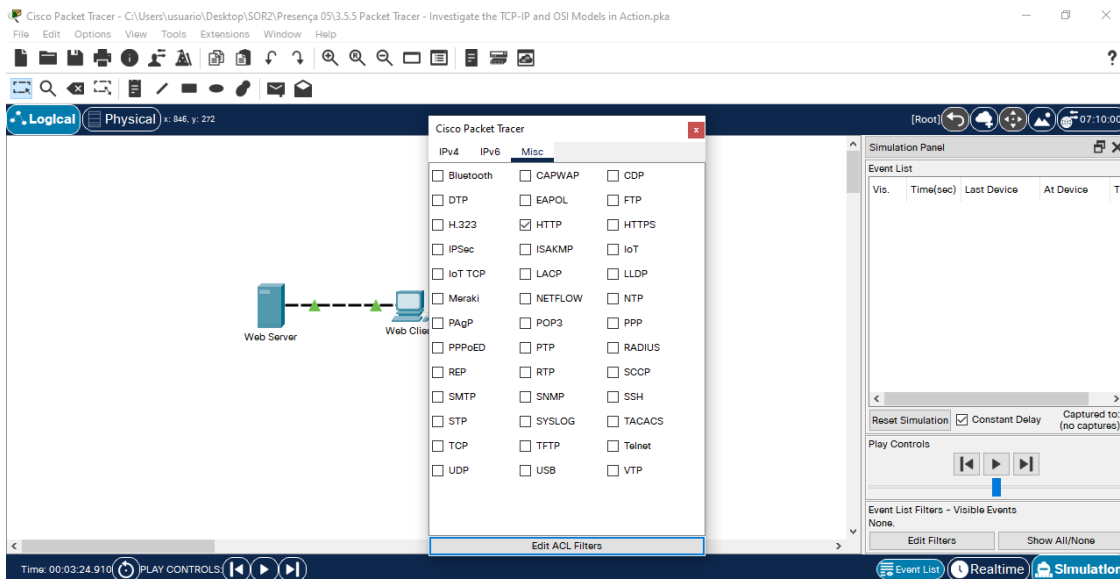 Cisco Packet Tracer - C:\Users\usuario\Desktop\SOR2\Presença 05\3.5.5 Packet Tracer - Investigate the TCP-IP and OSI Models in Action.pka
File Edit Options View Tools Extensions Window Help
?
Logical Physical x: 846, y: 272 [Root] 07:10:00
Cisco Packet Tracer x
IPv4 IPv6 Misc
Bluetooth CAPWAP CDP
DTP EAPOL FTP
H.323 HTTP HTTPS
IPSec ISAKMP IoT
IoT TCP LACP LLDP
Meraki NETFLOW NTP
PAgP POP3 PPP
PPPoED PTP RADIUS
REP RTP SCCP
SMTP SNMP SSH
STP SYSLOG TACACS
TCP TFTP Telnet
UDP USB VTP
Edit ACL Filters
Web Server
Web Clie
Simulation Panel
Event List
Vis. Time(sec) Last Device At Device T
Reset Simulation Constant Delay Captured to:
(no captures)
Play Controls
Event List Filters - Visible Events
None.
Edit Filters Show All/None
Time: 00:03:24.910 PLAY CONTROLS: Event List Realtime Simulation